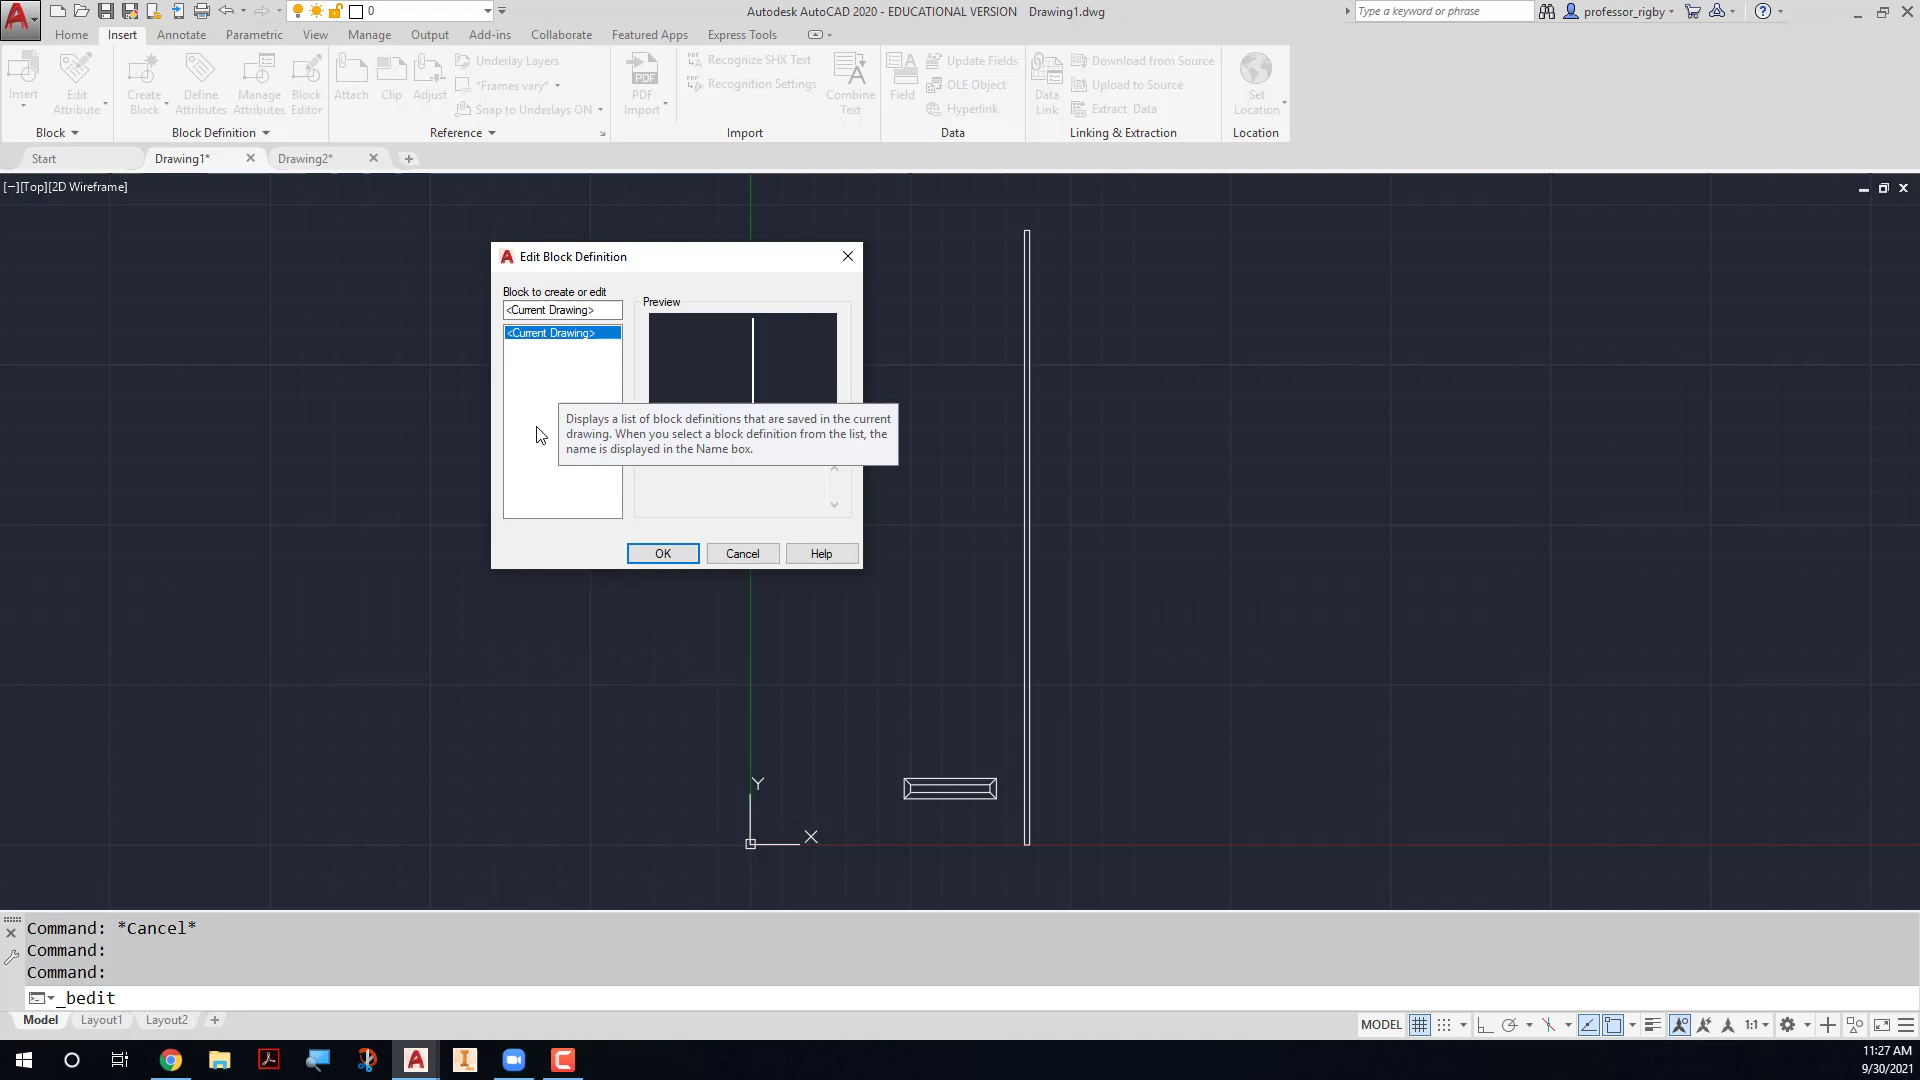 0
Autodesk AutoCAD 2020 - EDUCATIONAL VERSION Drawing1.dwg
Type a keyword or phrase
professor_rigby
Home Insert Annotate Parametric View Manage Output Add-ins Collaborate Featured Apps Express Tools
Insert
Edit
Attribute
Block
Create
Block
Define
Attributes
Manage
Attributes
Block
Editor
Block Definition
Attach
Clip
Adjust
Underlay Layers
*Frames vary*
Snap to Underlays ON
Reference
PDF
PDF
Import
Recognize SHX Text
Recognition Settings
Combine
Text
Import
Field
Update Fields
OLE Object
Hyperlink
Data
Data
Link
Download from Source
Upload to Source
Extract Data
Linking & Extraction
Set
Location
Location
Start
Drawing1*
Drawing2*
[−][Top][2D Wireframe]
Edit Block Definition
Block to create or edit
<Current Drawing>
<Current Drawing>
Preview
Displays a list of block definitions that are saved in the current
drawing. When you select a block definition from the list, the
name is displayed in the Name box.
OK
Cancel
Help
Y
X
Command: *Cancel*
Command:
Command:
_bedit
Model
Layout1
Layout2
MODEL
1:1
11:27 AM
9/30/2021